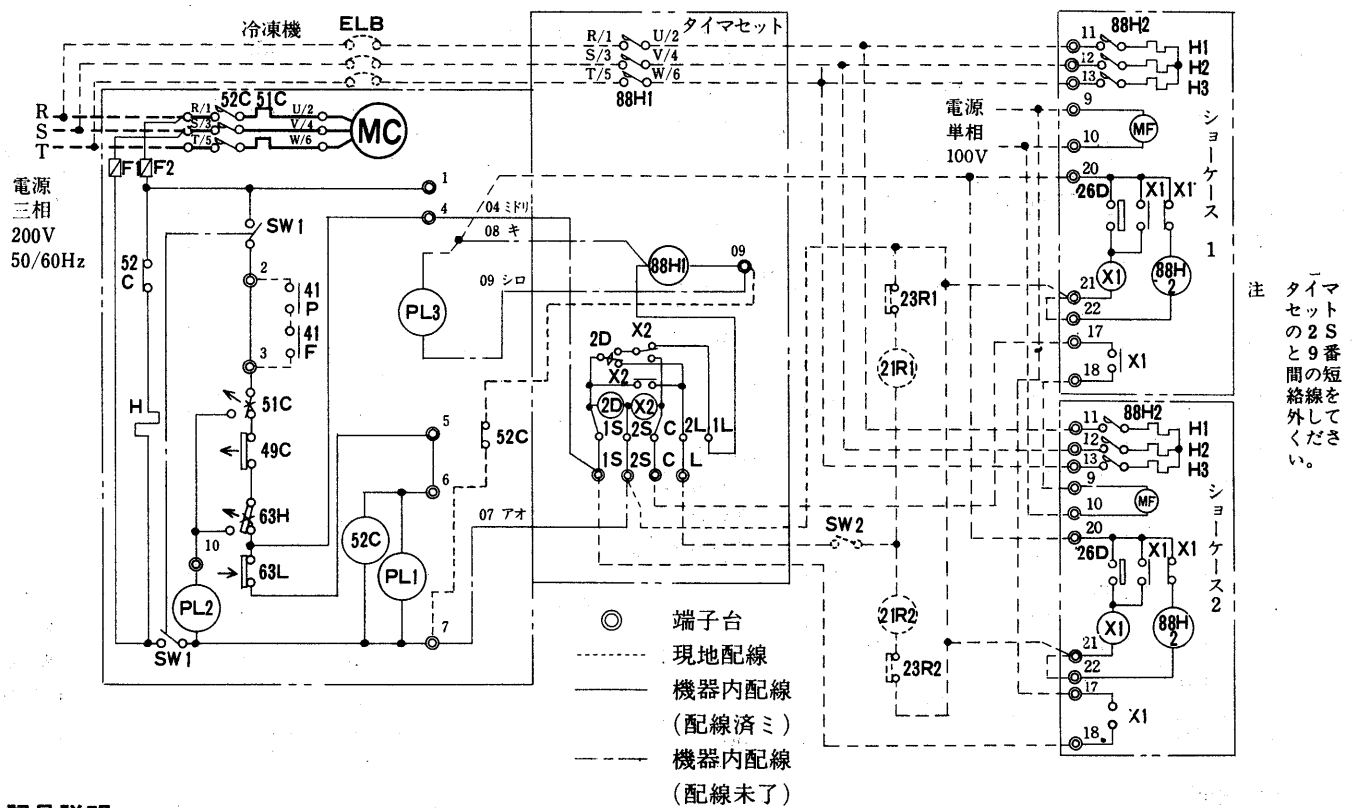 冷凍機
ELB
タイマセット
R/1 U/2
S/3 V/4
T/5 W/6
88H1
R
S
T
R/1 52C 51C U/2
S/3 V/4
T/5 W/6
MC
F1 F2
電源
三相
200V
50/60Hz
52
C
SW1
1
4
04 ミドリ
08 キ
09 シロ
PL3
88H1
09
2
41
P
41
F
3
H
51C
49C
63H
10
63L
PL2
SW1
5
6
52C
PL1
7
52C
07 アオ
2D X2
X2
2D X2
1S 2S C 2L 1L
1S 2S C L
23R1
21R1
SW2
21R2
23R2
電源
単相
100V
11 88H2 H1
12 H2
13 H3
9
MF
10
20
26D X1 X1
21 X1 88H
2
22
17
18 X1
ショーケース 1
11 88H2 H1
12 H2
13 H3
9
10 MF
20
26D X1 X1
21 X1 88H
2
22
17
18 X1
ショーケース 2
注 タイマセットの2Sと9番間の短絡線を外してください。
端子台
現地配線
機器内配線
(配線済ミ)
機器内配線
(配線未了)